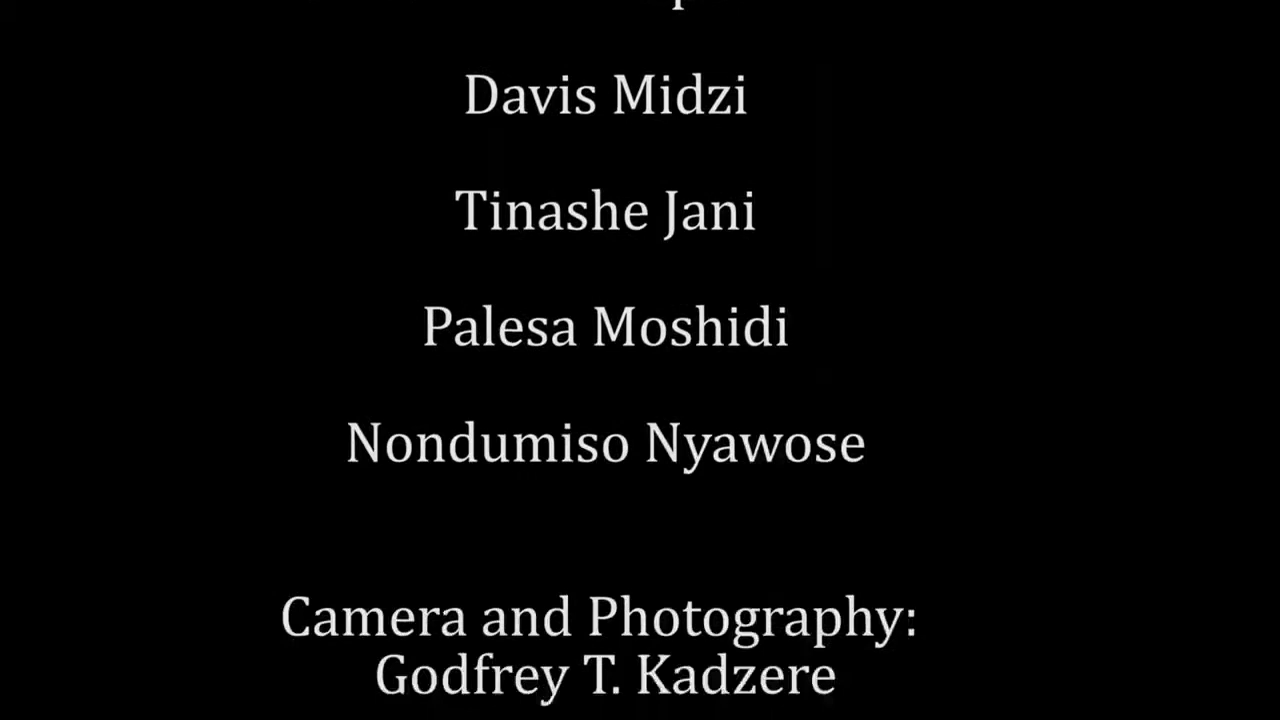 Davis Midzi
Tinashe Jani
Palesa Moshidi
Nondumiso Nyawose
Camera and Photography:
Godfrey T. Kadzere